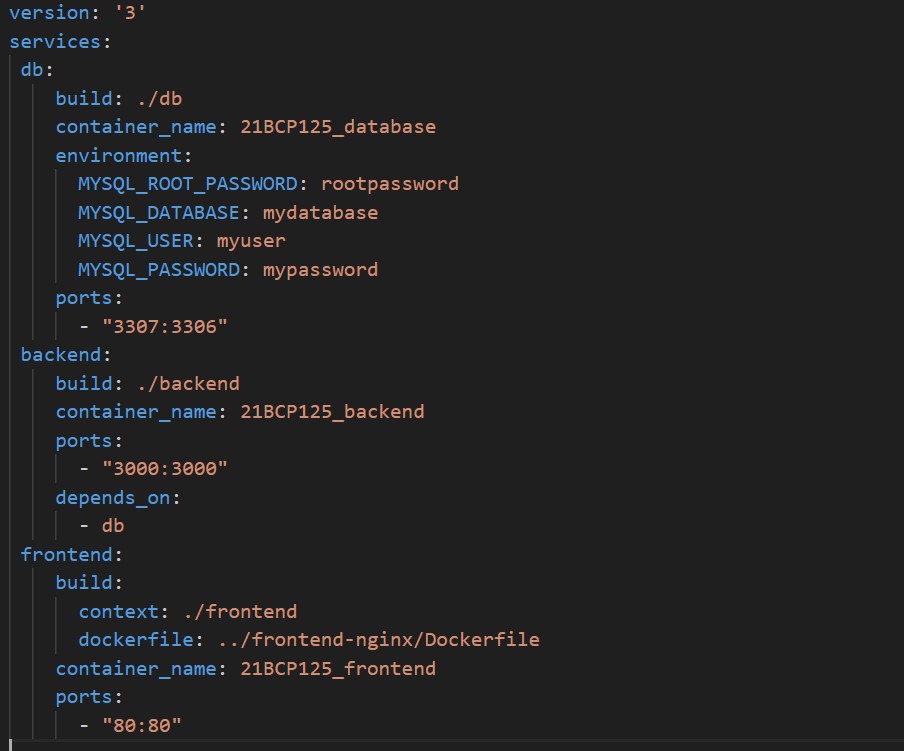 version: '3'
services:
 db:
    build: ./db
    container_name: 21BCP125_database
    environment:
      MYSQL_ROOT_PASSWORD: rootpassword
      MYSQL_DATABASE: mydatabase
      MYSQL_USER: myuser
      MYSQL_PASSWORD: mypassword
    ports:
      - "3307:3306"
 backend:
    build: ./backend
    container_name: 21BCP125_backend
    ports:
      - "3000:3000"
    depends_on:
      - db
 frontend:
    build:
      context: ./frontend
      dockerfile: ../frontend-nginx/Dockerfile
    container_name: 21BCP125_frontend
    ports:
      - "80:80"